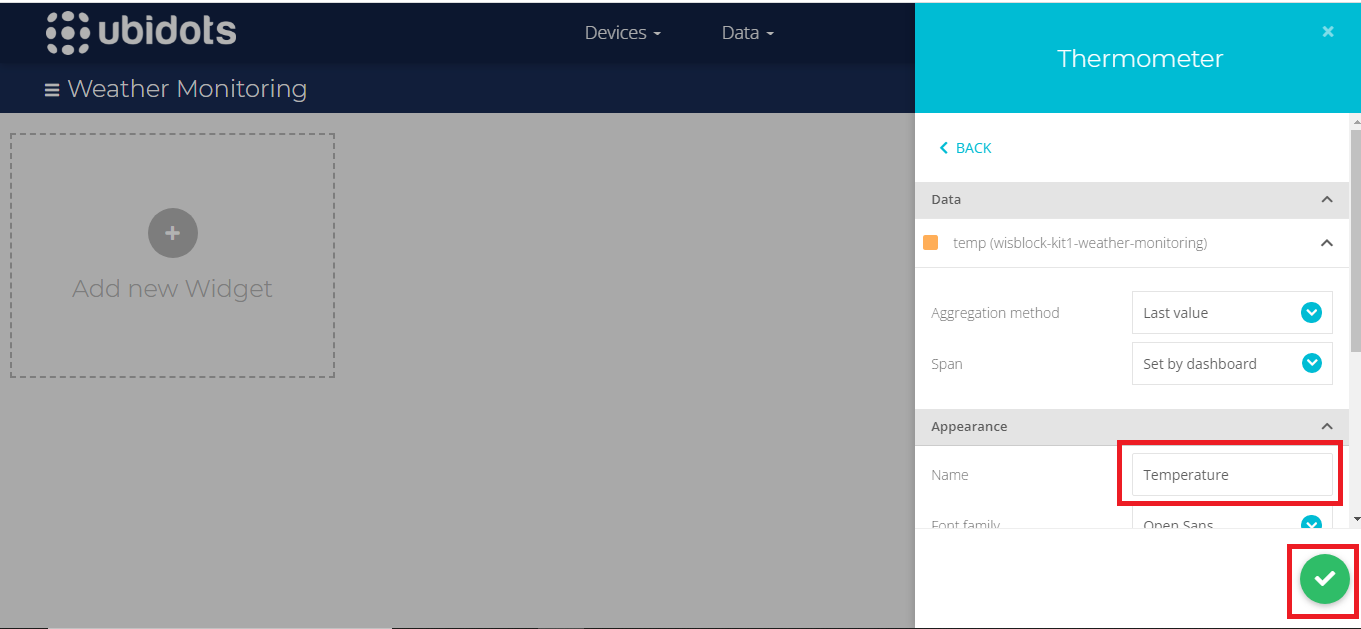 ubidots
Devices
Data
Weather Monitoring
Add new Widget
Thermometer
BACK
Data
temp (wisblock-kit1-weather-monitoring)
Aggregation method
Last value
Span
Set by dashboard
Appearance
Name
Temperature
Font family
Open Sans